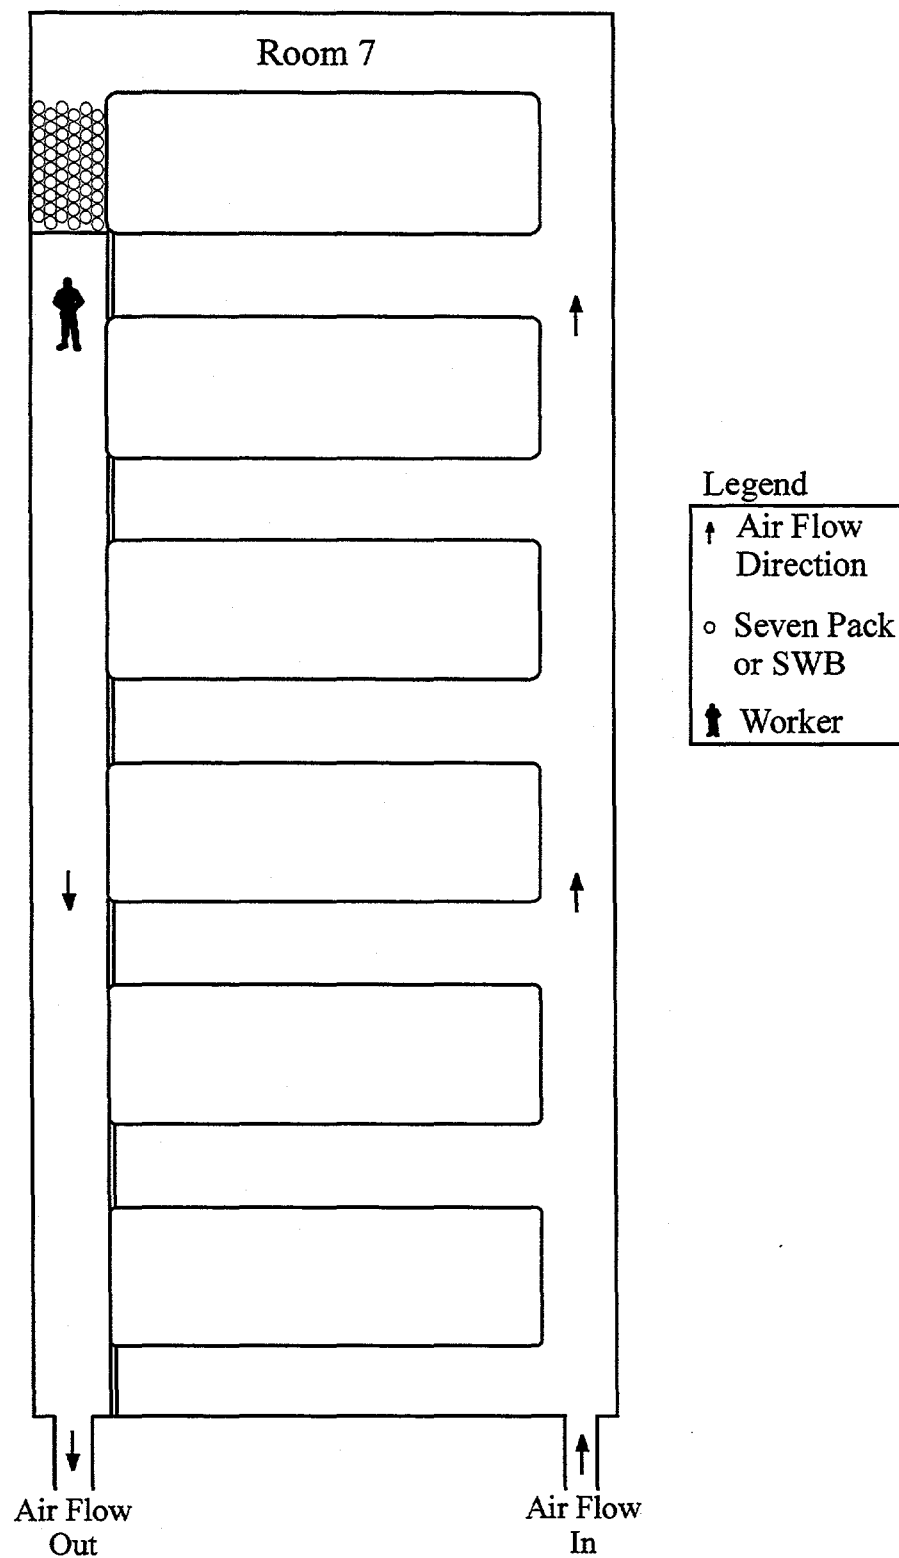 Room 7
Legend
Air Flow
Direction
Seven Pack
or SWB
Worker
Air Flow
Out
Air Flow
In